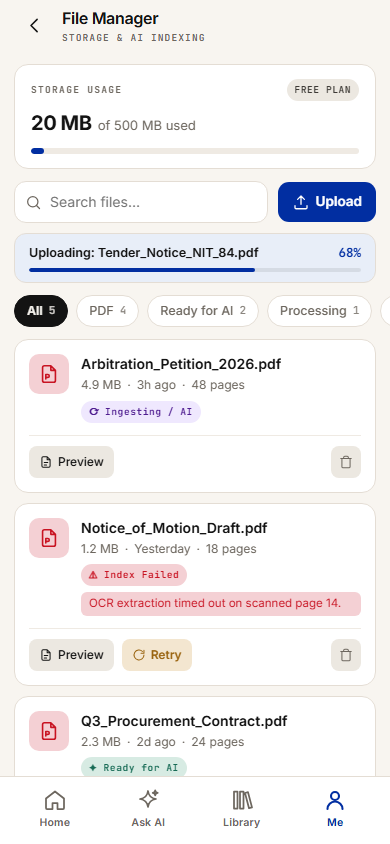 File Manager
STORAGE & AI INDEXING
STORAGE USAGE
FREE PLAN
20 MB of 500 MB used
Search files...
Upload
Uploading: Tender_Notice_NIT_84.pdf
68%
All 5
PDF 4
Ready for AI 2
Processing 1
Arbitration_Petition_2026.pdf
4.9 MB · 3h ago · 48 pages
Ingesting / AI
Preview
Notice_of_Motion_Draft.pdf
1.2 MB · Yesterday · 18 pages
Index Failed
OCR extraction timed out on scanned page 14.
Preview
Retry
Q3_Procurement_Contract.pdf
2.3 MB · 2d ago · 24 pages
Ready for AI
Home
Ask AI
Library
Me